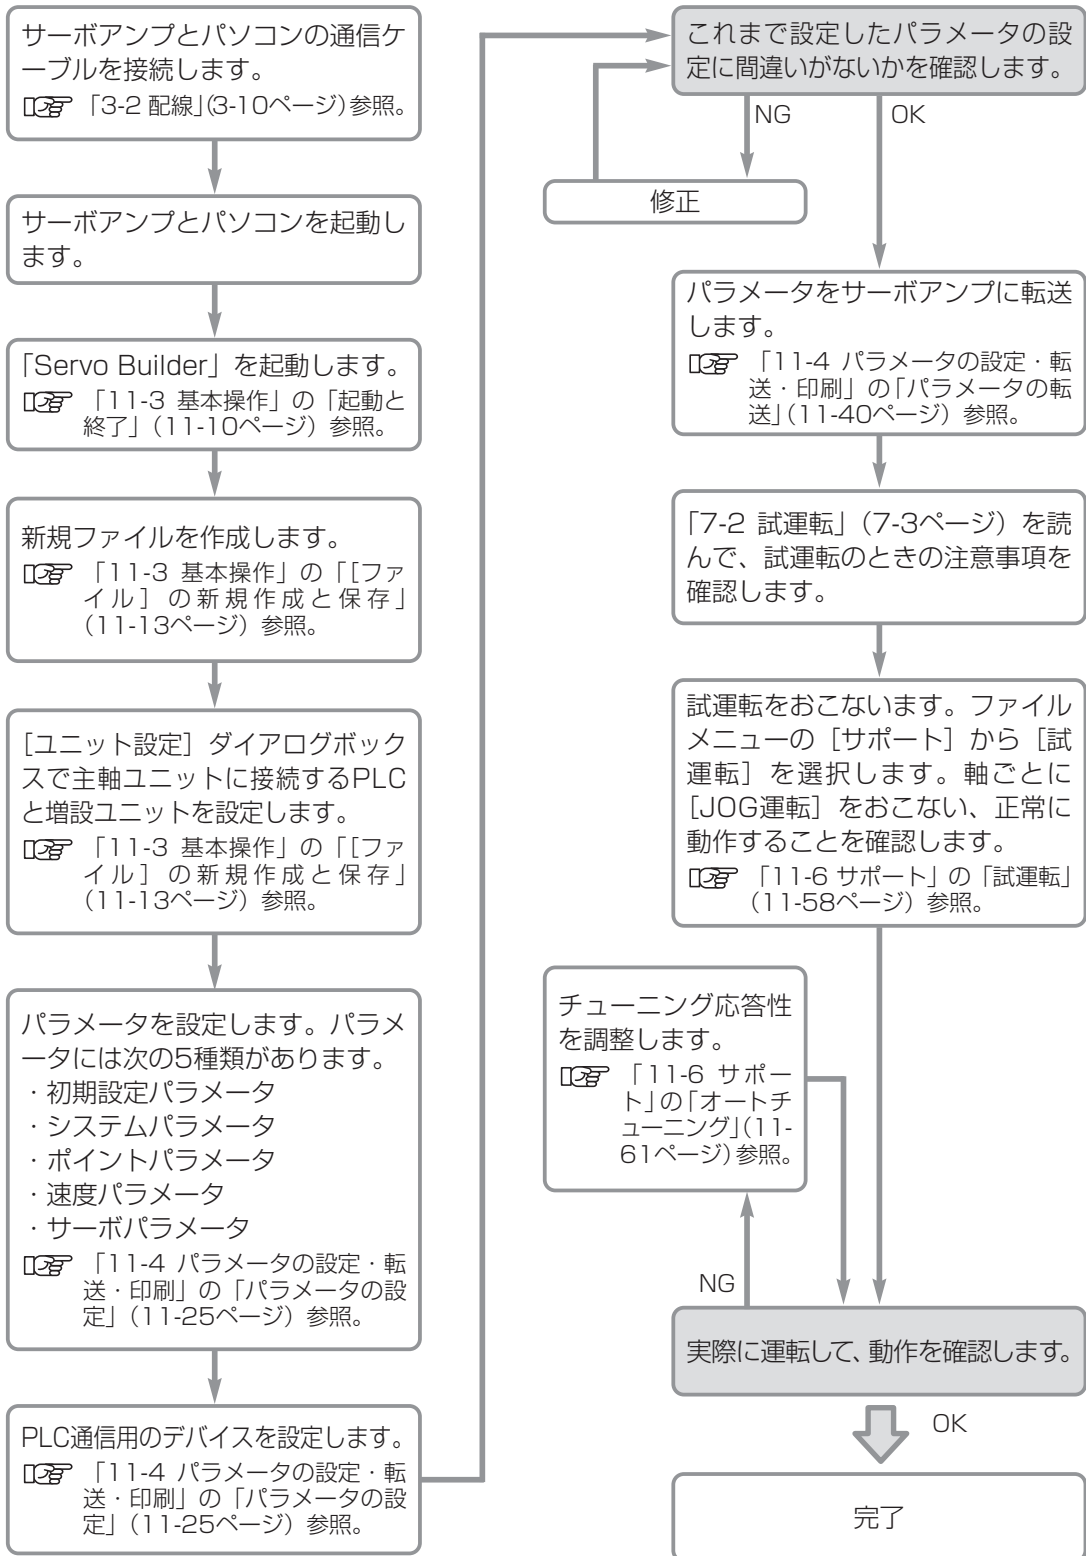 サーボアンプとパソコンの通信ケ
ーブルを接続します。
「3-2 配線」(3-10ページ)参照。
サーボアンプとパソコンを起動し
ます。
「Servo Builder」を起動します。
「11-3 基本操作」の「起動と
終了」(11-10ページ)参照。
新規ファイルを作成します。
「11-3 基本操作」の「[ファ
イル]の新規作成と保存」
(11-13ページ)参照。
[ユニット設定]ダイアログボック
スで主軸ユニットに接続するPLC
と増設ユニットを設定します。
「11-3 基本操作」の「[ファ
イル]の新規作成と保存」
(11-13ページ)参照。
パラメータを設定します。パラメ
ータには次の5種類があります。
・初期設定パラメータ
・システムパラメータ
・ポイントパラメータ
・速度パラメータ
・サーボパラメータ
「11-4 パラメータの設定・転
送・印刷」の「パラメータの設
定」(11-25ページ)参照。
PLC通信用のデバイスを設定します。
「11-4 パラメータの設定・転
送・印刷」の「パラメータの設
定」(11-25ページ)参照。
これまで設定したパラメータの設
定に間違いがないかを確認します。
NG
OK
修正
パラメータをサーボアンプに転送
します。
「11-4 パラメータの設定・転
送・印刷」の「パラメータの転
送」(11-40ページ)参照。
「7-2 試運転」(7-3ページ)を読
んで、試運転のときの注意事項を
確認します。
試運転をおこないます。ファイル
メニューの[サポート]から[試
運転]を選択します。軸ごとに
[JOG運転]をおこない、正常に
動作することを確認します。
「11-6 サポート」の「試運転」
(11-58ページ)参照。
チューニング応答性
を調整します。
「11-6 サポー
ト」の「オートチ
ューニング」(11-
61ページ)参照。
NG
実際に運転して、動作を確認します。
OK
完了